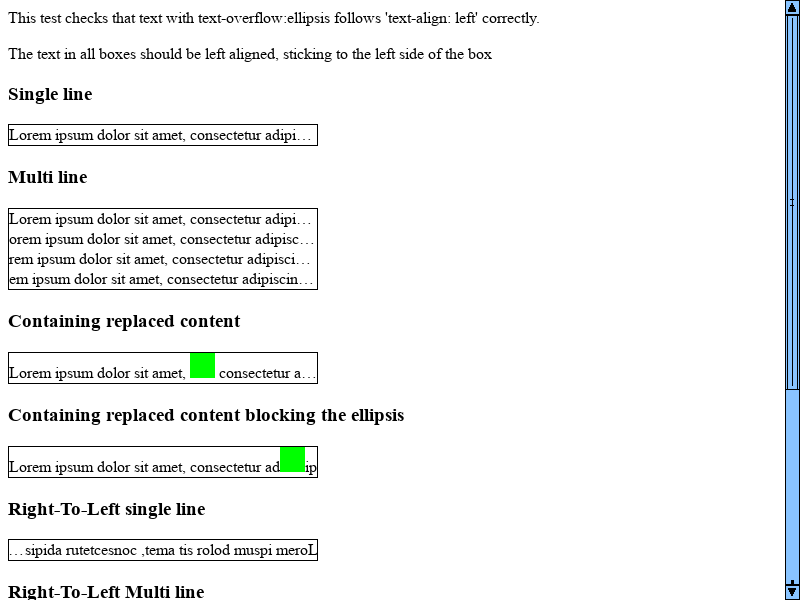 This test checks that text with text-overflow:ellipsis follows 'text-align: left' correctly.
The text in all boxes should be left aligned, sticking to the left side of the box
Single line
Lorem ipsum dolor sit amet, consectetur adipi…
Multi line
Lorem ipsum dolor sit amet, consectetur adipi…
orem ipsum dolor sit amet, consectetur adipisc…
rem ipsum dolor sit amet, consectetur adipisci…
em ipsum dolor sit amet, consectetur adipiscin…
Containing replaced content
Lorem ipsum dolor sit amet, consectetur a…
Containing replaced content blocking the ellipsis
Lorem ipsum dolor sit amet, consectetur ad ip
Right-To-Left single line
…sipida rutetcesnoc ,tema tis rolod muspi meroL
Right-To-Left Multi line